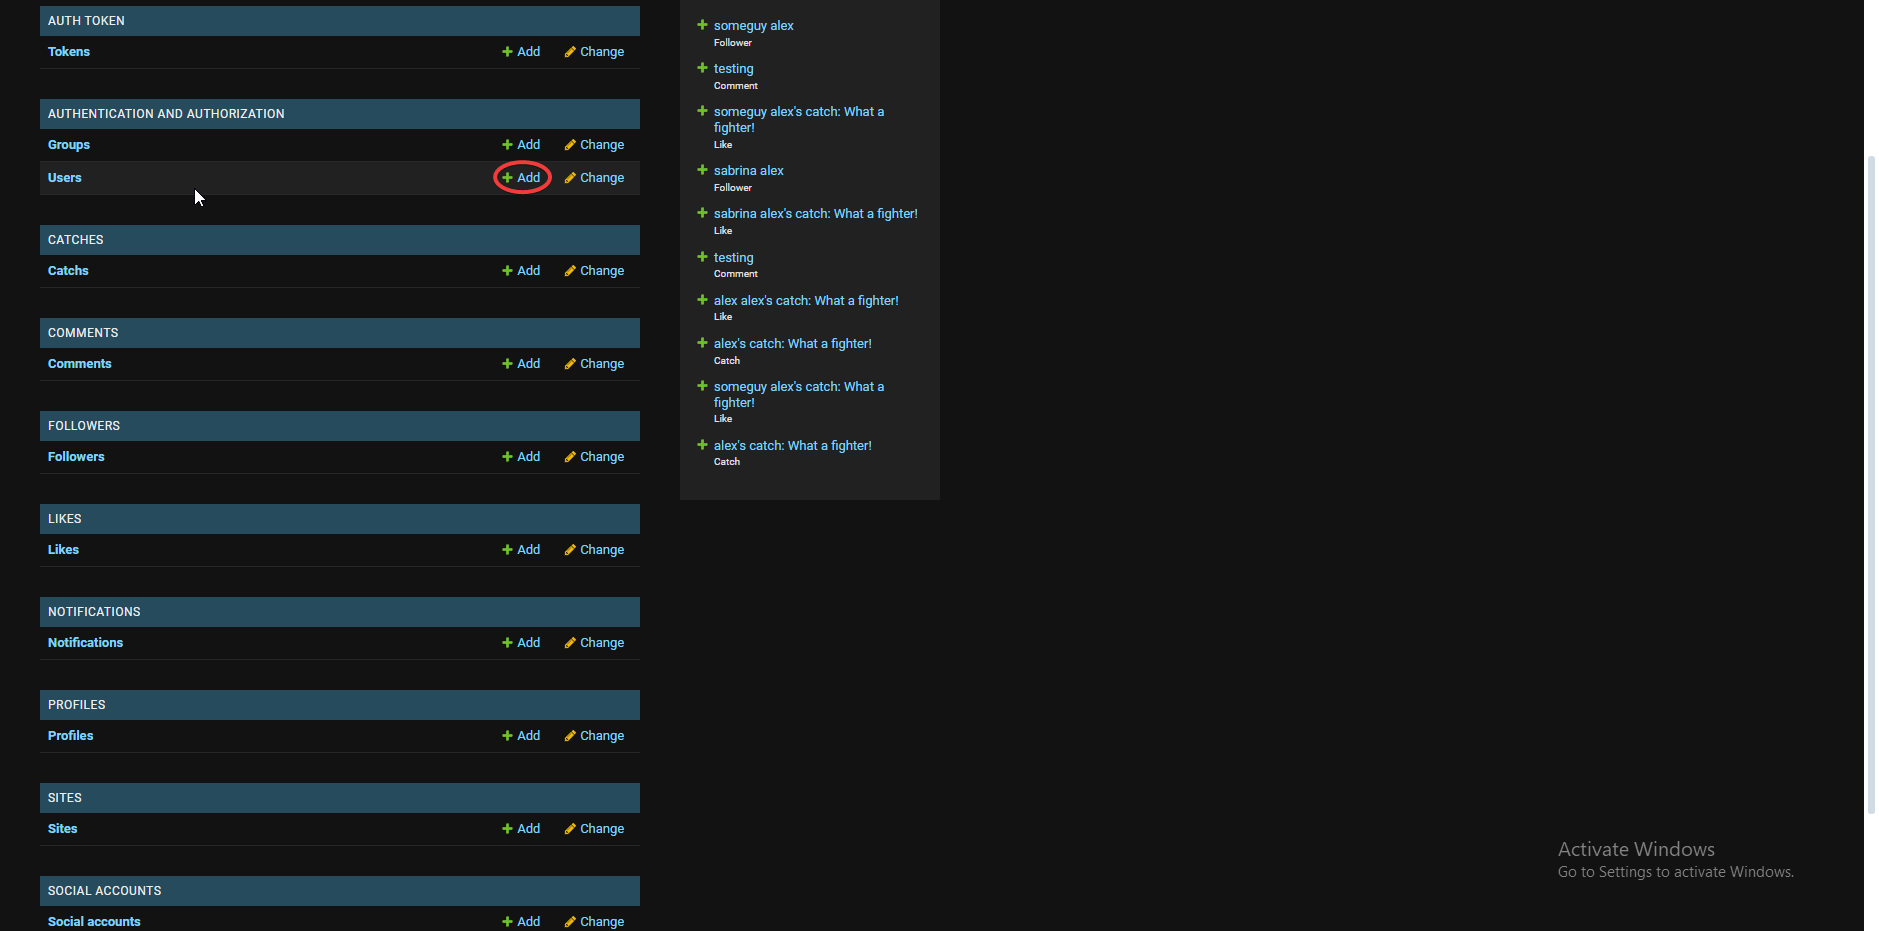 AUTH TOKEN
Tokens Add Change
AUTHENTICATION AND AUTHORIZATION
Groups Add Change
Users Add Change
CATCHES
Catchs Add Change
COMMENTS
Comments Add Change
FOLLOWERS
Followers Add Change
LIKES
Likes Add Change
NOTIFICATIONS
Notifications Add Change
PROFILES
Profiles Add Change
SITES
Sites Add Change
SOCIAL ACCOUNTS
Social accounts Add Change
someguy alex
Follower
testing
Comment
someguy alex's catch: What a
fighter!
Like
sabrina alex
Follower
sabrina alex's catch: What a fighter!
Like
testing
Comment
alex alex's catch: What a fighter!
Like
alex's catch: What a fighter!
Catch
someguy alex's catch: What a
fighter!
Like
alex's catch: What a fighter!
Catch
Activate Windows
Go to Settings to activate Windows.